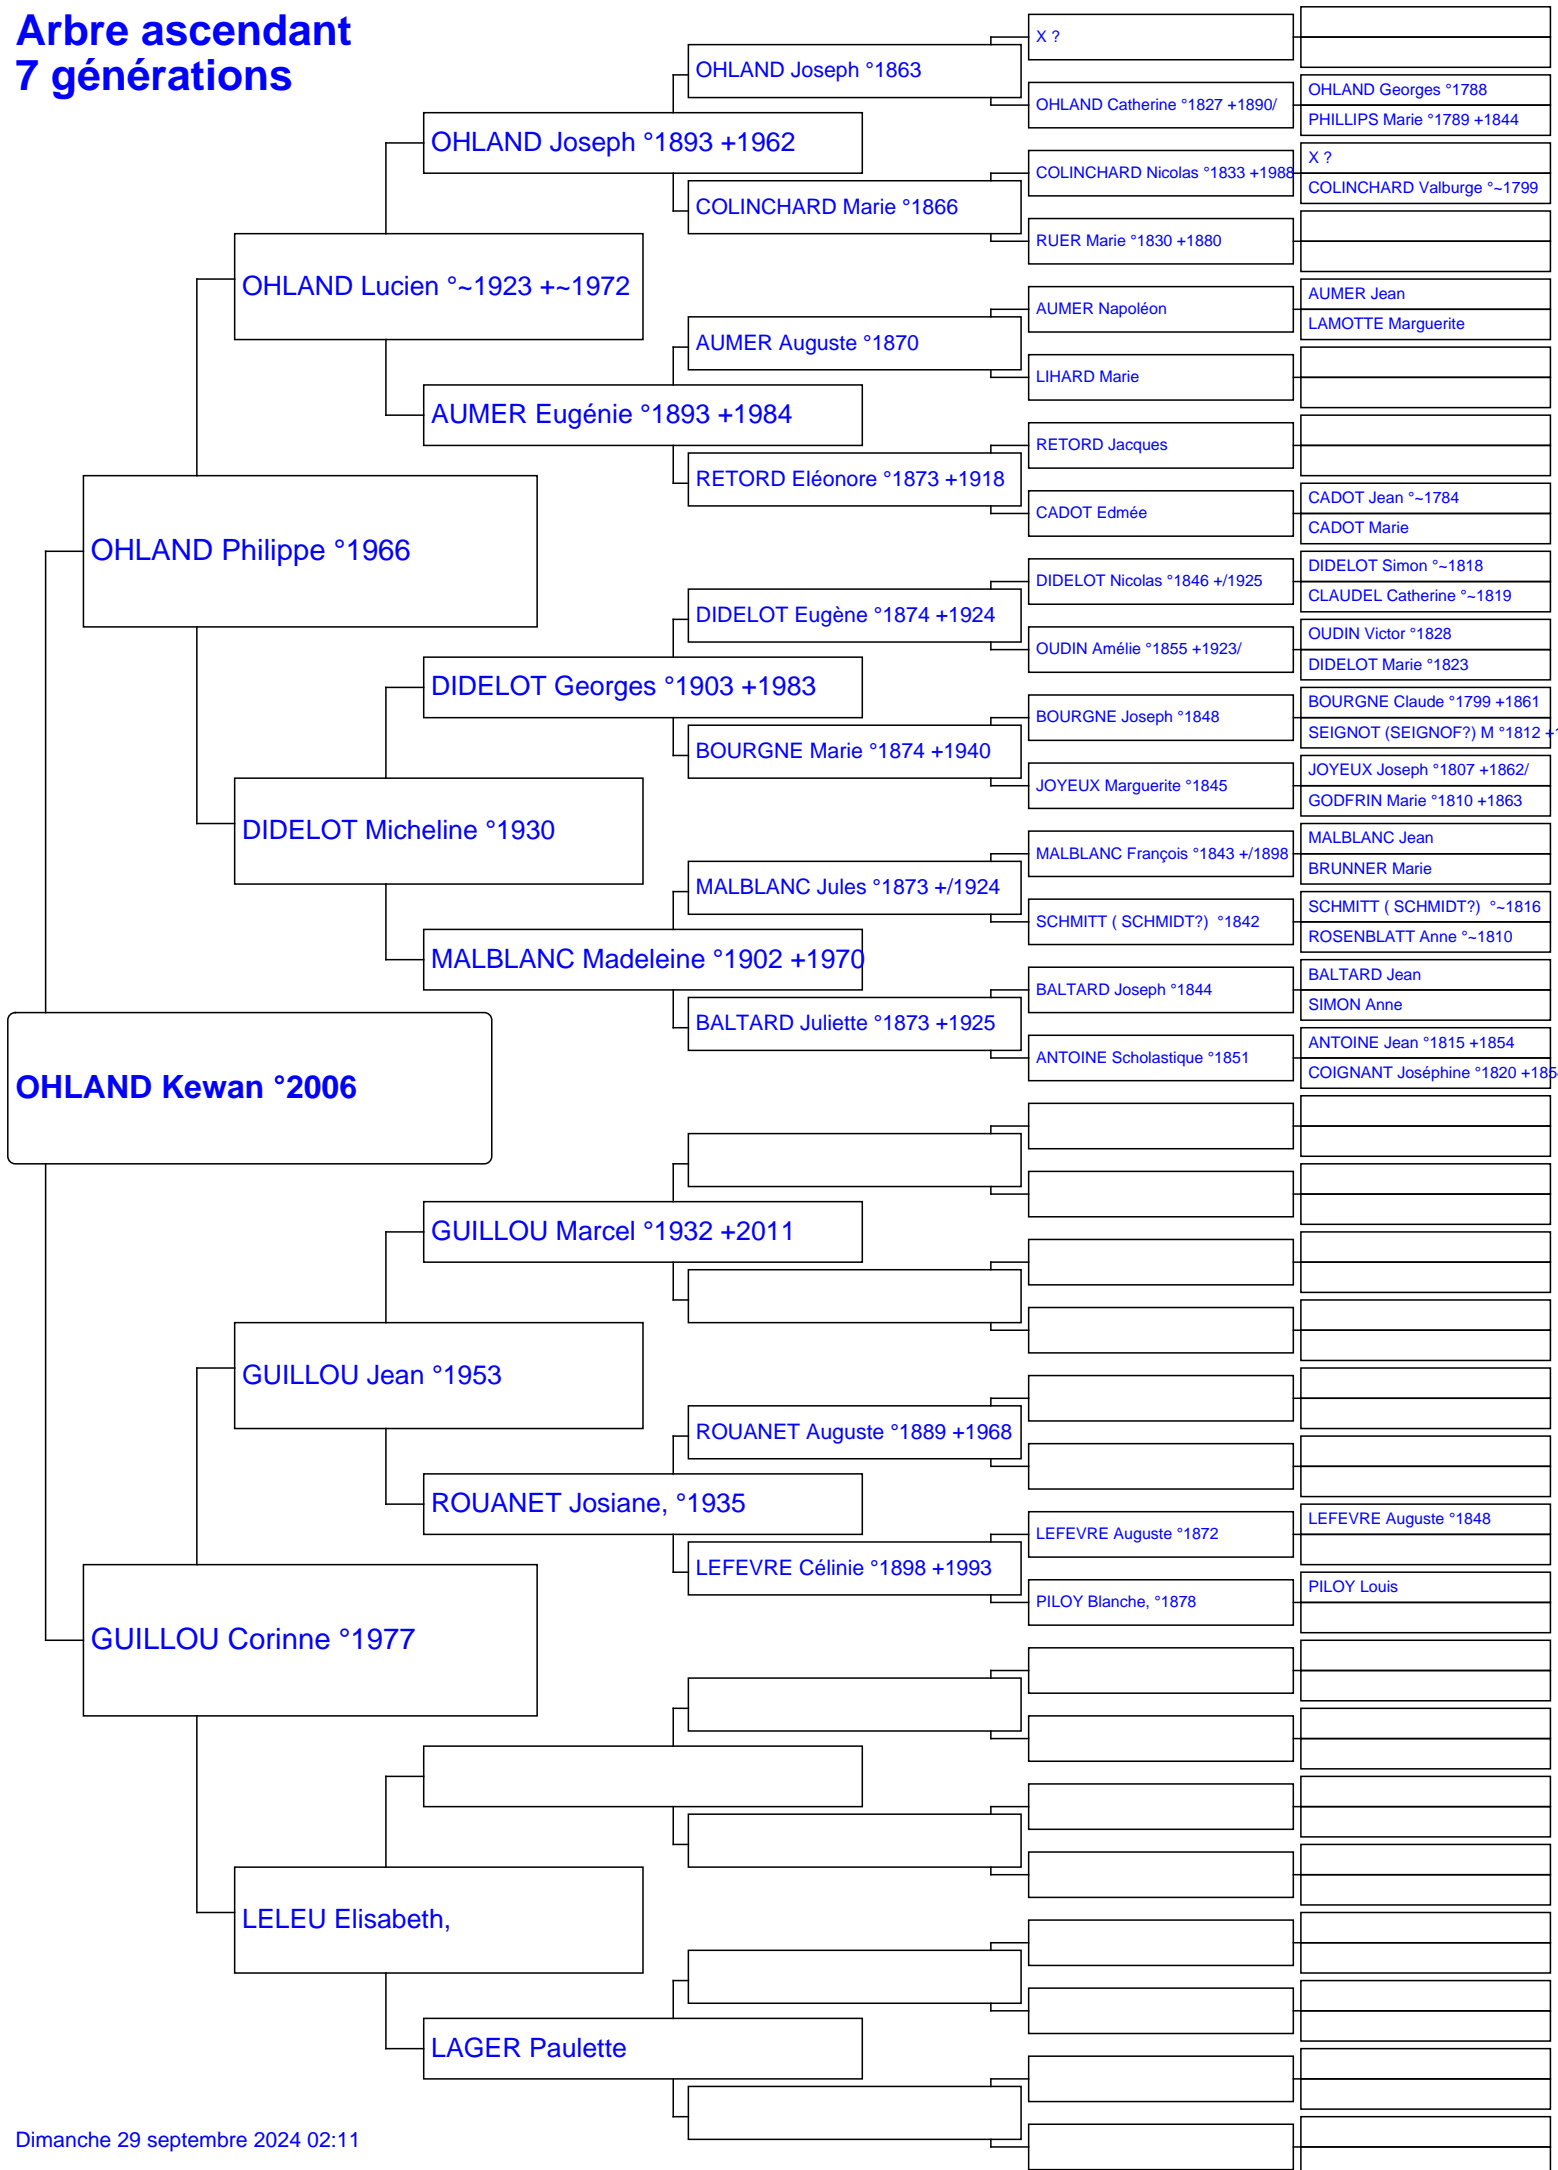 Arbre ascendant
7 générations
OHLAND Kewan °2006
OHLAND Philippe °1966
GUILLOU Corinne °1977
OHLAND Lucien °~1923 +~1972
DIDELOT Micheline °1930
GUILLOU Jean °1953
LELEU Elisabeth,
OHLAND Joseph °1893 +1962
AUMER Eugénie °1893 +1984
DIDELOT Georges °1903 +1983
MALBLANC Madeleine °1902 +1970
GUILLOU Marcel °1932 +2011
ROUANET Josiane, °1935
LAGER Paulette
OHLAND Joseph °1863
COLINCHARD Marie °1866
AUMER Auguste °1870
RETORD Eléonore °1873 +1918
DIDELOT Eugène °1874 +1924
BOURGNE Marie °1874 +1940
MALBLANC Jules °1873 +/1924
BALTARD Juliette °1873 +1925
ROUANET Auguste °1889 +1968
LEFEVRE Célinie °1898 +1993
X ?
OHLAND Catherine °1827 +1890/
COLINCHARD Nicolas °1833 +1988
RUER Marie °1830 +1880
AUMER Napoléon
LIHARD Marie
RETORD Jacques
CADOT Edmée
DIDELOT Nicolas °1846 +/1925
OUDIN Amélie °1855 +1923/
BOURGNE Joseph °1848
JOYEUX Marguerite °1845
MALBLANC François °1843 +/1898
SCHMITT ( SCHMIDT?)  °1842
BALTARD Joseph °1844
ANTOINE Scholastique °1851
LEFEVRE Auguste °1872
PILOY Blanche, °1878
OHLAND Georges °1788
PHILLIPS Marie °1789 +1844
X ?
COLINCHARD Valburge °~1799
AUMER Jean
LAMOTTE Marguerite
CADOT Jean °~1784
CADOT Marie
DIDELOT Simon °~1818
CLAUDEL Catherine °~1819
OUDIN Victor °1828
DIDELOT Marie °1823
BOURGNE Claude °1799 +1861
SEIGNOT (SEIGNOF?) M °1812
JOYEUX Joseph °1807 +1862/
GODFRIN Marie °1810 +1863
MALBLANC Jean
BRUNNER Marie
SCHMITT ( SCHMIDT?)  °~1816
ROSENBLATT Anne °~1810
BALTARD Jean
SIMON Anne
ANTOINE Jean °1815 +1854
COIGNANT Joséphine °1820
LEFEVRE Auguste °1848
PILOY Louis
Dimanche 29 septembre 2024 02:11